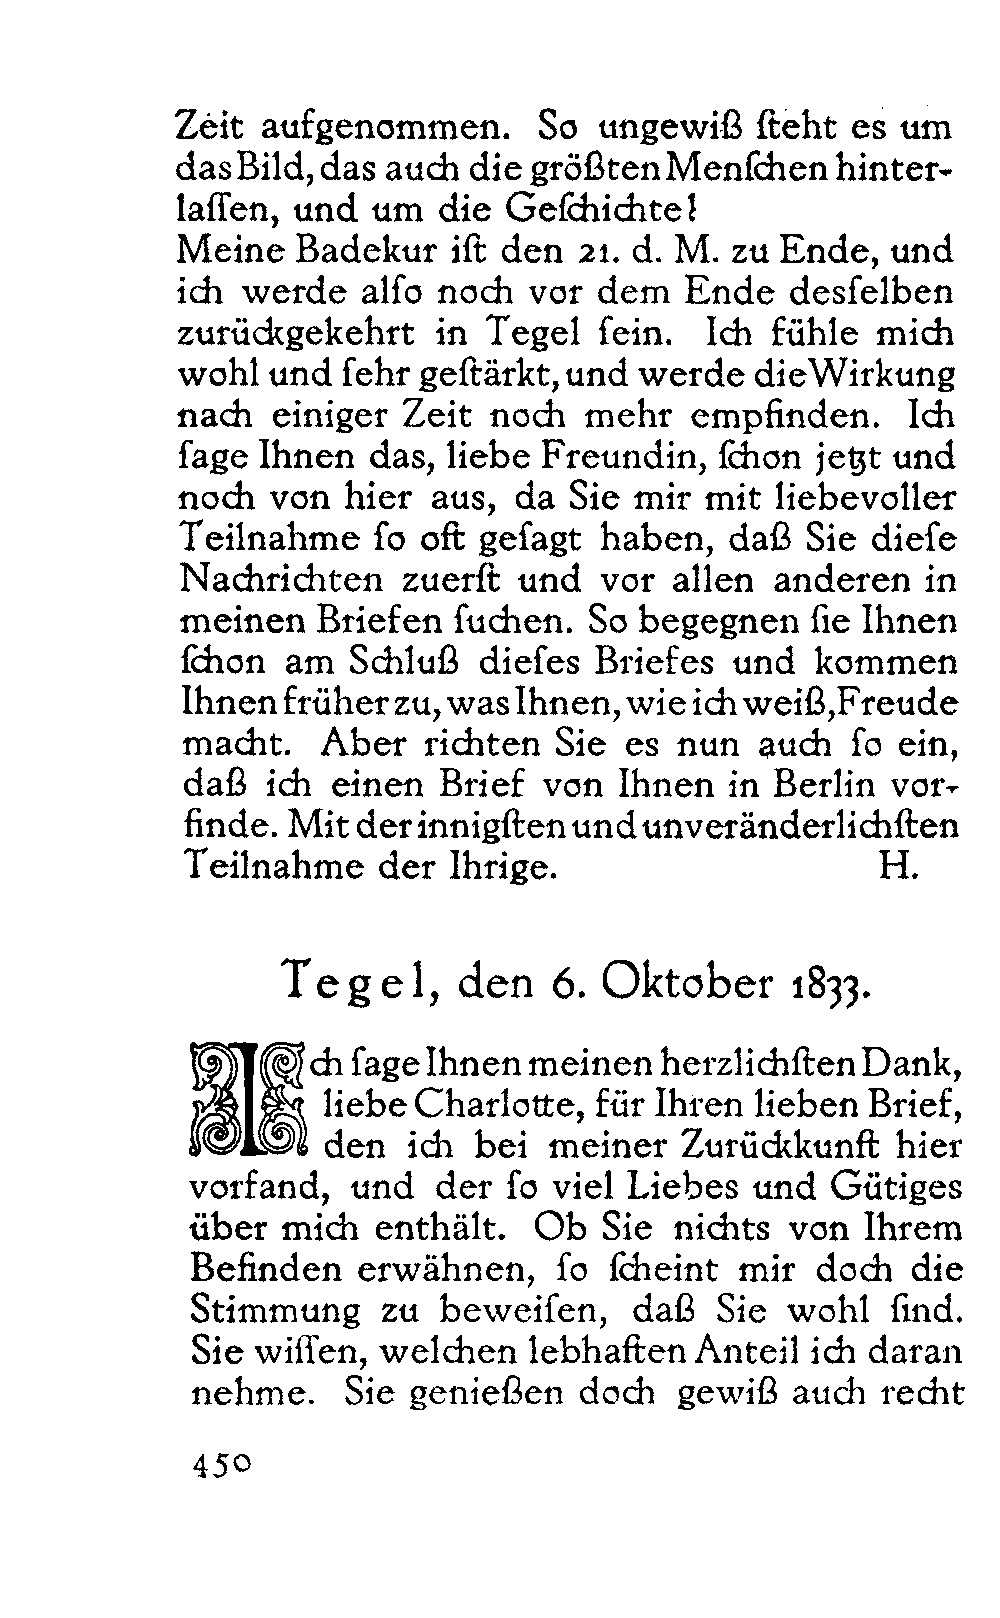 Zeit aufgenommen. So ungewiß ſteht es um
das Bild, das auch die größten Menſchen hinter-
laſſen, und um die Geſchichte!
Meine Badekur iſt den 21. d. M. zu Ende, und
ich werde alſo noch vor dem Ende desſelben
zurückgekehrt in Tegel ſein. Ich fühle mich
wohl und ſehr geſtärkt, und werde die Wirkung
nach einiger Zeit noch mehr empfinden. Ich
ſage Ihnen das, liebe Freundin, ſchon jetzt und
noch von hier aus, da Sie mir mit liebevoller
Teilnahme ſo oft geſagt haben, daß Sie dieſe
Nachrichten zuerſt und vor allen anderen in
meinen Briefen ſuchen. So begegnen ſie Ihnen
ſchon am Schluß dieſes Briefes und kommen
Ihnen früher zu, was Ihnen, wie ich weiß, Freude
macht. Aber richten Sie es nun auch ſo ein,
daß ich einen Brief von Ihnen in Berlin vor-
finde. Mit der innigſten und unveränderlichſten
Teilnahme der Ihrige. H.
Tegel, den 6. Oktober 1833.
Ich ſage Ihnen meinen herzlichſten Dank,
liebe Charlotte, für Ihren lieben Brief,
den ich bei meiner Zurückkunft hier
vorfand, und der ſo viel Liebes und Gütiges
über mich enthält. Ob Sie nichts von Ihrem
Befinden erwähnen, ſo ſcheint mir doch die
Stimmung zu beweiſen, daß Sie wohl ſind.
Sie wiſſen, welchen lebhaften Anteil ich daran
nehme. Sie genießen doch gewiß auch recht
450